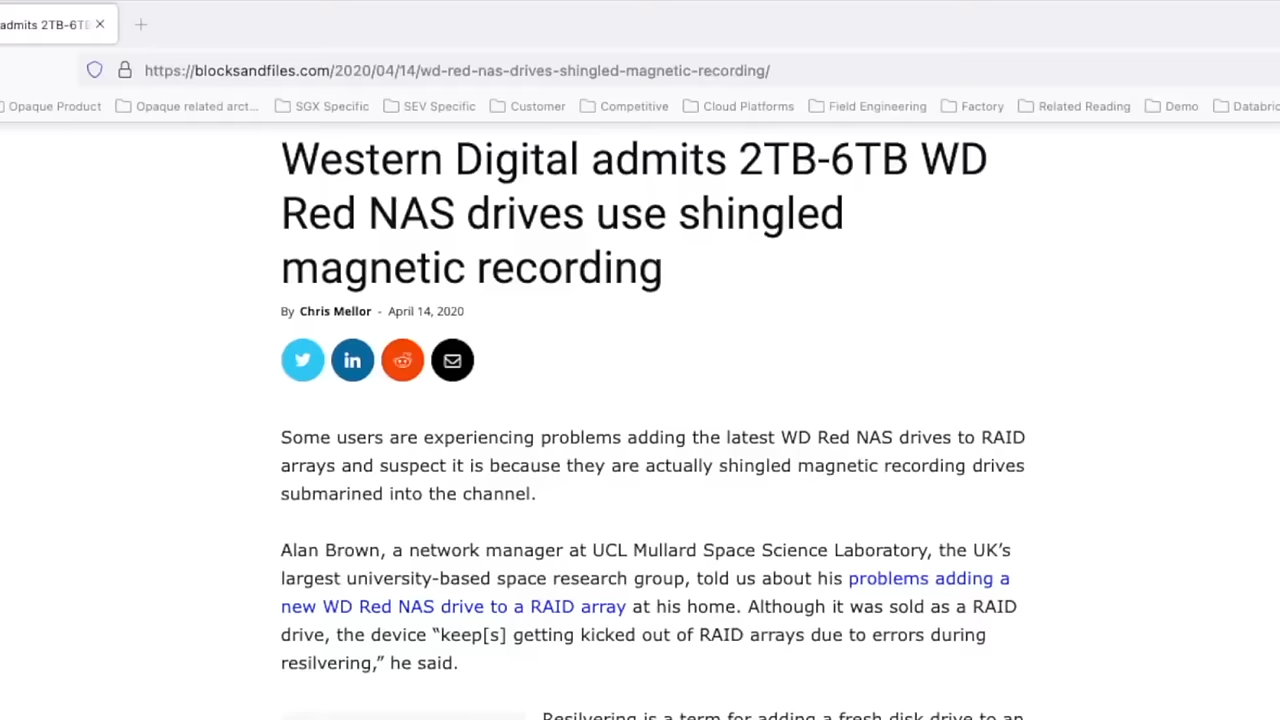 admits 2TB-6TB
https://blocksandfiles.com/2020/04/14/wd-red-nas-drives-shingled-magnetic-recording/
Opaque Product Opaque related arct... SGX Specific SEV Specific Customer Competitive Cloud Platforms Field Engineering Factory Related Reading Demo Databric
Western Digital admits 2TB-6TB WD
Red NAS drives use shingled
magnetic recording
By Chris Mellor - April 14, 2020
in
Some users are experiencing problems adding the latest WD Red NAS drives to RAID
arrays and suspect it is because they are actually shingled magnetic recording drives
submarined into the channel.
Alan Brown, a network manager at UCL Mullard Space Science Laboratory, the UK’s
largest university-based space research group, told us about his problems adding a
new WD Red NAS drive to a RAID array at his home. Although it was sold as a RAID
drive, the device “keep[s] getting kicked out of RAID arrays due to errors during
resilvering,” he said.
Resilvering is a term for adding a fresh disk drive to an